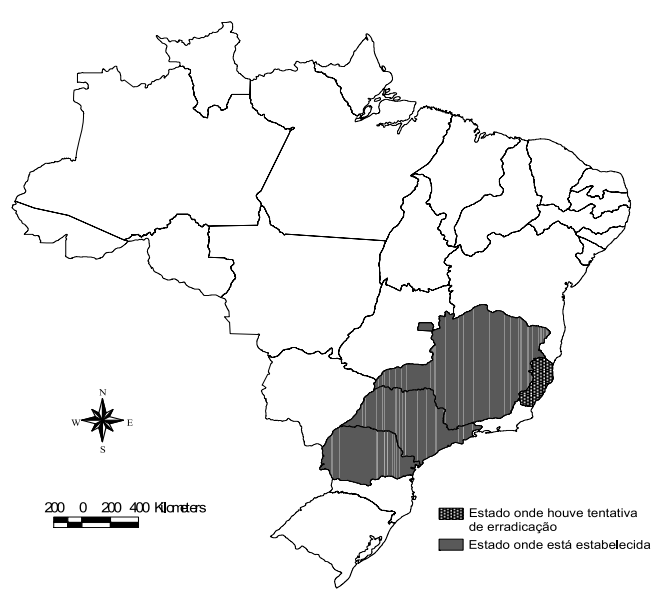 N
W E
S
200 0 200 400 Kilometers
Estado onde houve tentativa
de erradicação
Estado onde está estabelecida